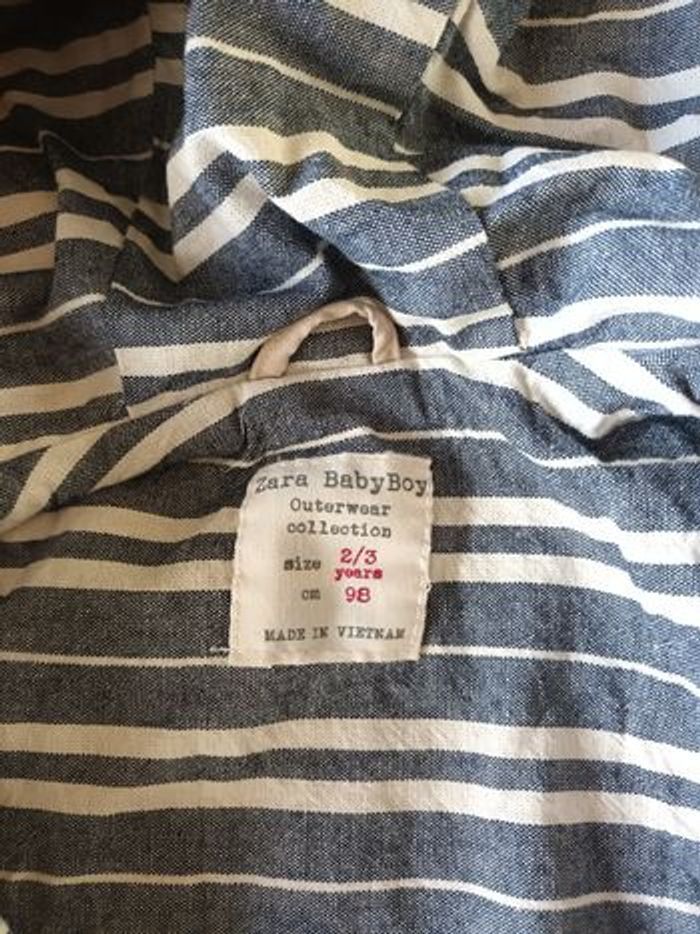 Zara BabyBoy
Outerwear
collection
size 2/3
years
cm 98
MADE IN VIETNAM